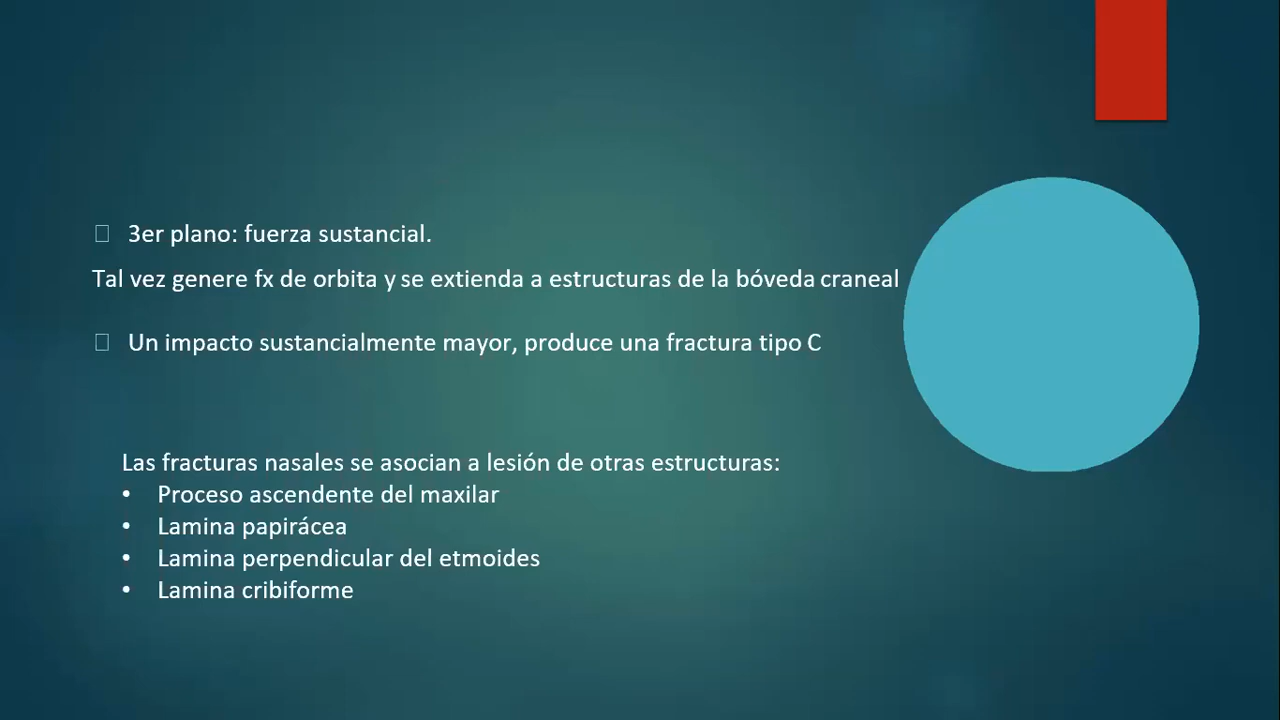 3er plano: fuerza sustancial.
Tal vez genere fx de orbita y se extienda a estructuras de la bóveda craneal
Un impacto sustancialmente mayor, produce una fractura tipo C
Las fracturas nasales se asocian a lesión de otras estructuras:
• Proceso ascendente del maxilar
• Lamina papirácea
• Lamina perpendicular del etmoides
• Lamina cribiforme